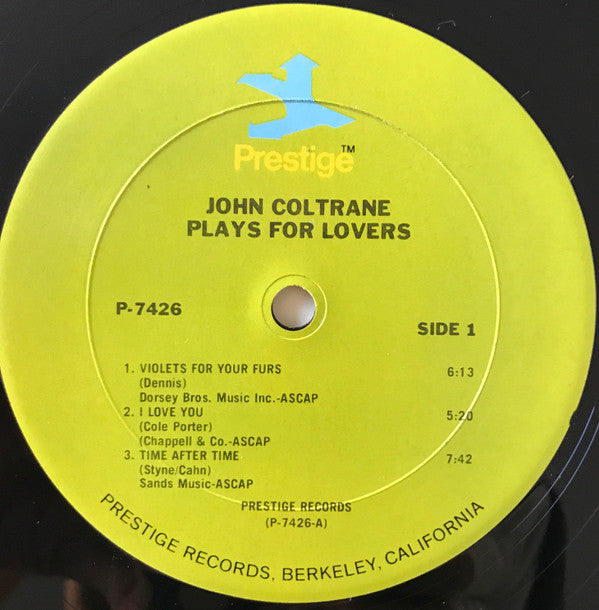 Prestige™
JOHN COLTRANE
PLAYS FOR LOVERS
P-7426
SIDE 1
1. VIOLETS FOR YOUR FURS 6:13
(Dennis)
Dorsey Bros. Music Inc.-ASCAP
2. I LOVE YOU 5:20
(Cole Porter)
(Chappell & Co.-ASCAP
3. TIME AFTER TIME 7:42
(Styne/Cahn)
Sands Music-ASCAP
PRESTIGE RECORDS
(P-7426-A)
PRESTIGE RECORDS, BERKELEY, CALIFORNIA